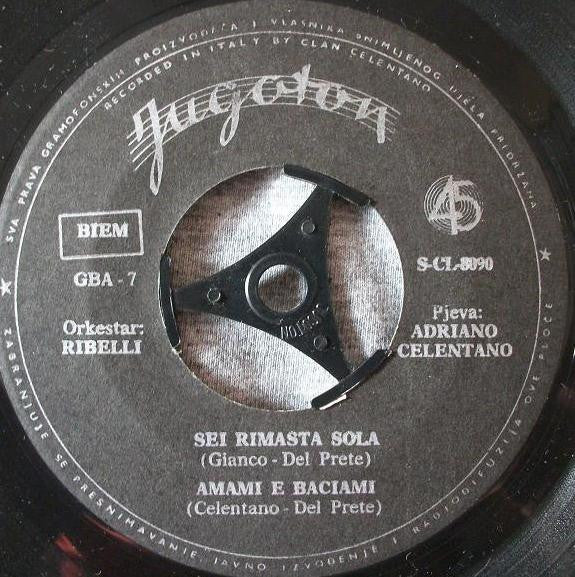 SVA PRAVA GRAMOFONSKIH PROIZVOĐAČA I VLASNIKA SNIMLJENOG DJELA PRIDRŽANA
RECORDED IN ITALY BY CLAN CELENTANO
Jugoton
45
BIEM
S-CL-8090
GBA - 7
Orkestar:
RIBELLI
Pjeva:
ADRIANO
CELENTANO
JUGOTON
SEI RIMASTA SOLA
(Gianco - Del Prete)
AMAMI E BACIAMI
(Celentano - Del Prete)
ZABRANJUJE SE PRESNIMAVANJE, JAVNO IZVOĐENJE I RADIODIFUZIJA OVE PLOČE